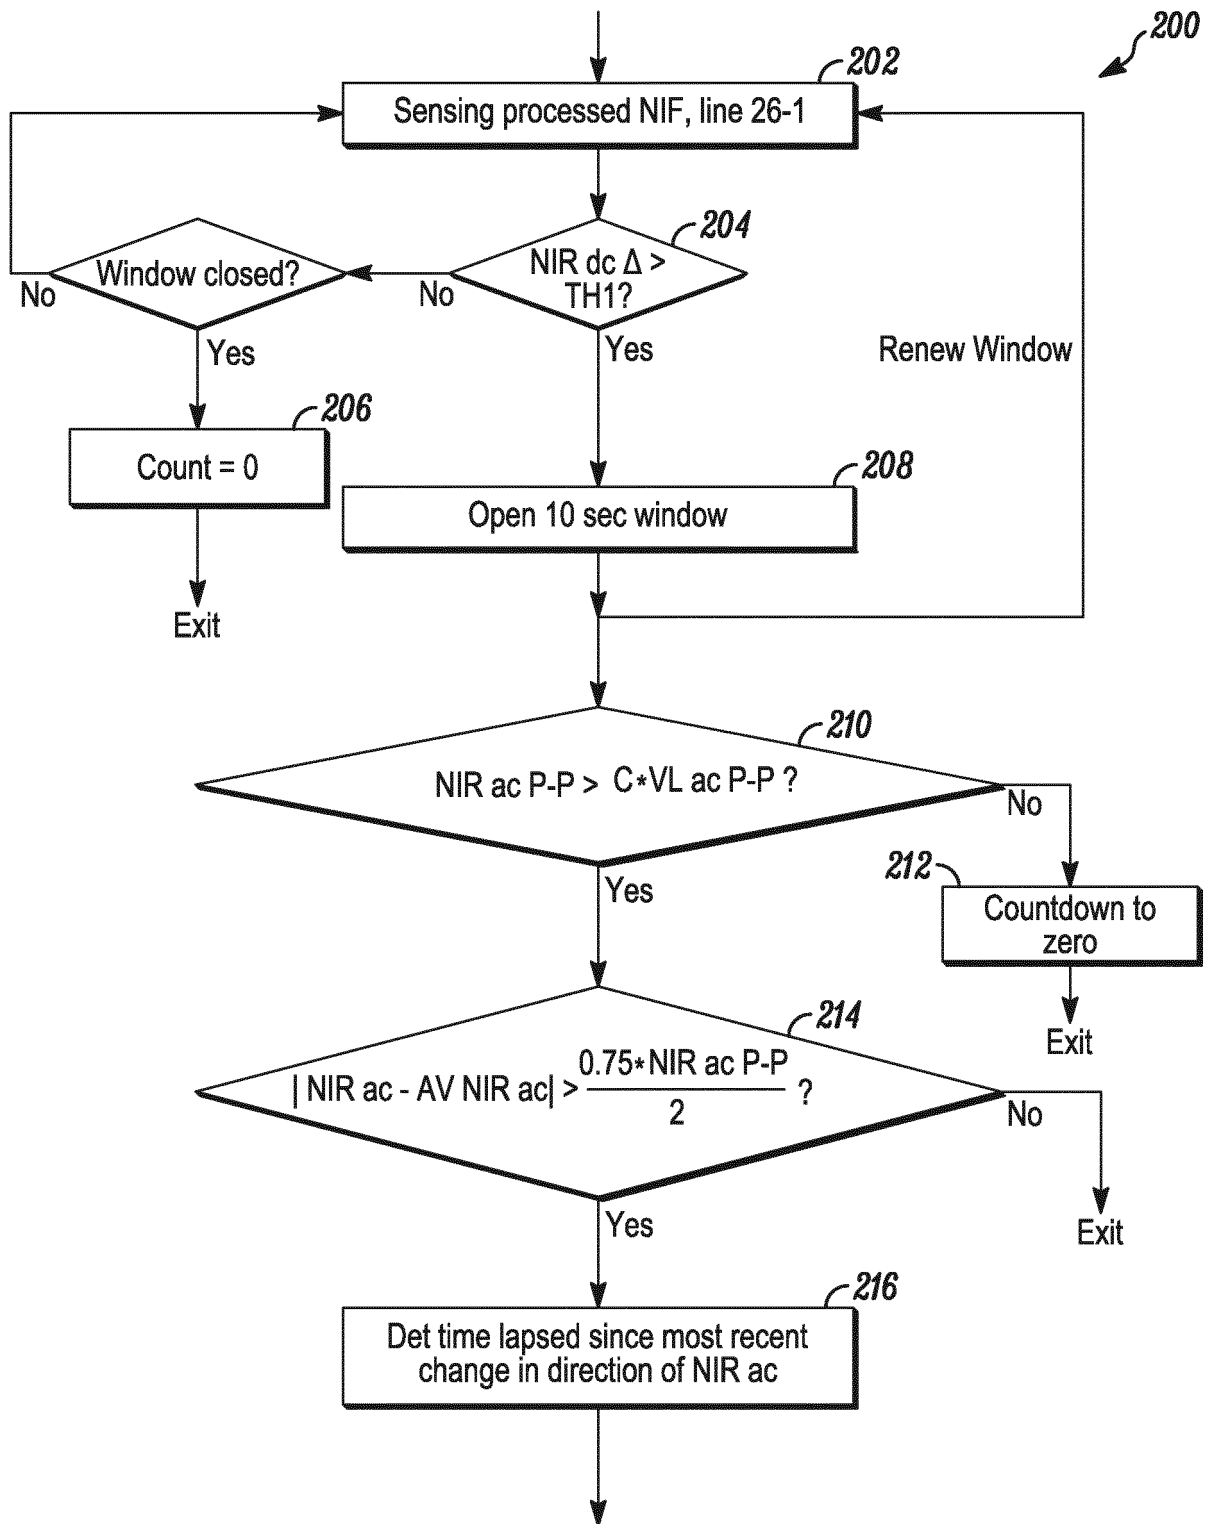 200
202
Sensing processed NIF, line 26-1
204
NIR dc Δ >
TH1?
Window closed?
No
No
Yes
Yes
Renew Window
206
Count = 0
208
Open 10 sec window
Exit
210
NIR ac P-P > C*VL ac P-P ?
No
Yes
212
Countdown to
zero
Exit
214
| NIR ac - AV NIR ac| > 0.75*NIR ac P-P / 2 ?
No
Yes
Exit
216
Det time lapsed since most recent
change in direction of NIR ac